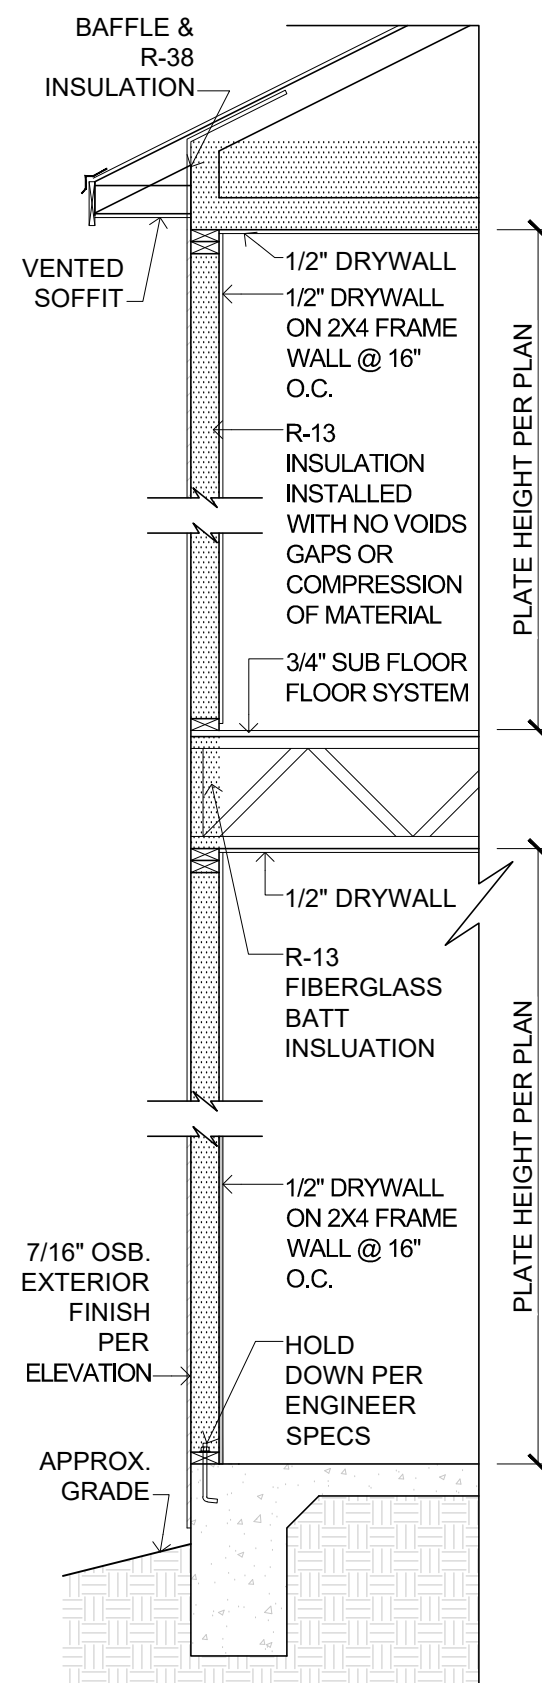 BAFFLE &
R-38
INSULATION
VENTED
SOFFIT
1/2" DRYWALL
1/2" DRYWALL
ON 2X4 FRAME
WALL @ 16"
O.C.
R-13
INSULATION
INSTALLED
WITH NO VOIDS
GAPS OR
COMPRESSION
OF MATERIAL
PLATE HEIGHT PER PLAN
3/4" SUB FLOOR
FLOOR SYSTEM
1/2" DRYWALL
R-13
FIBERGLASS
BATT
INSLUATION
PLATE HEIGHT PER PLAN
1/2" DRYWALL
ON 2X4 FRAME
WALL @ 16"
O.C.
7/16" OSB.
EXTERIOR
FINISH
PER
ELEVATION
HOLD
DOWN PER
ENGINEER
SPECS
APPROX.
GRADE